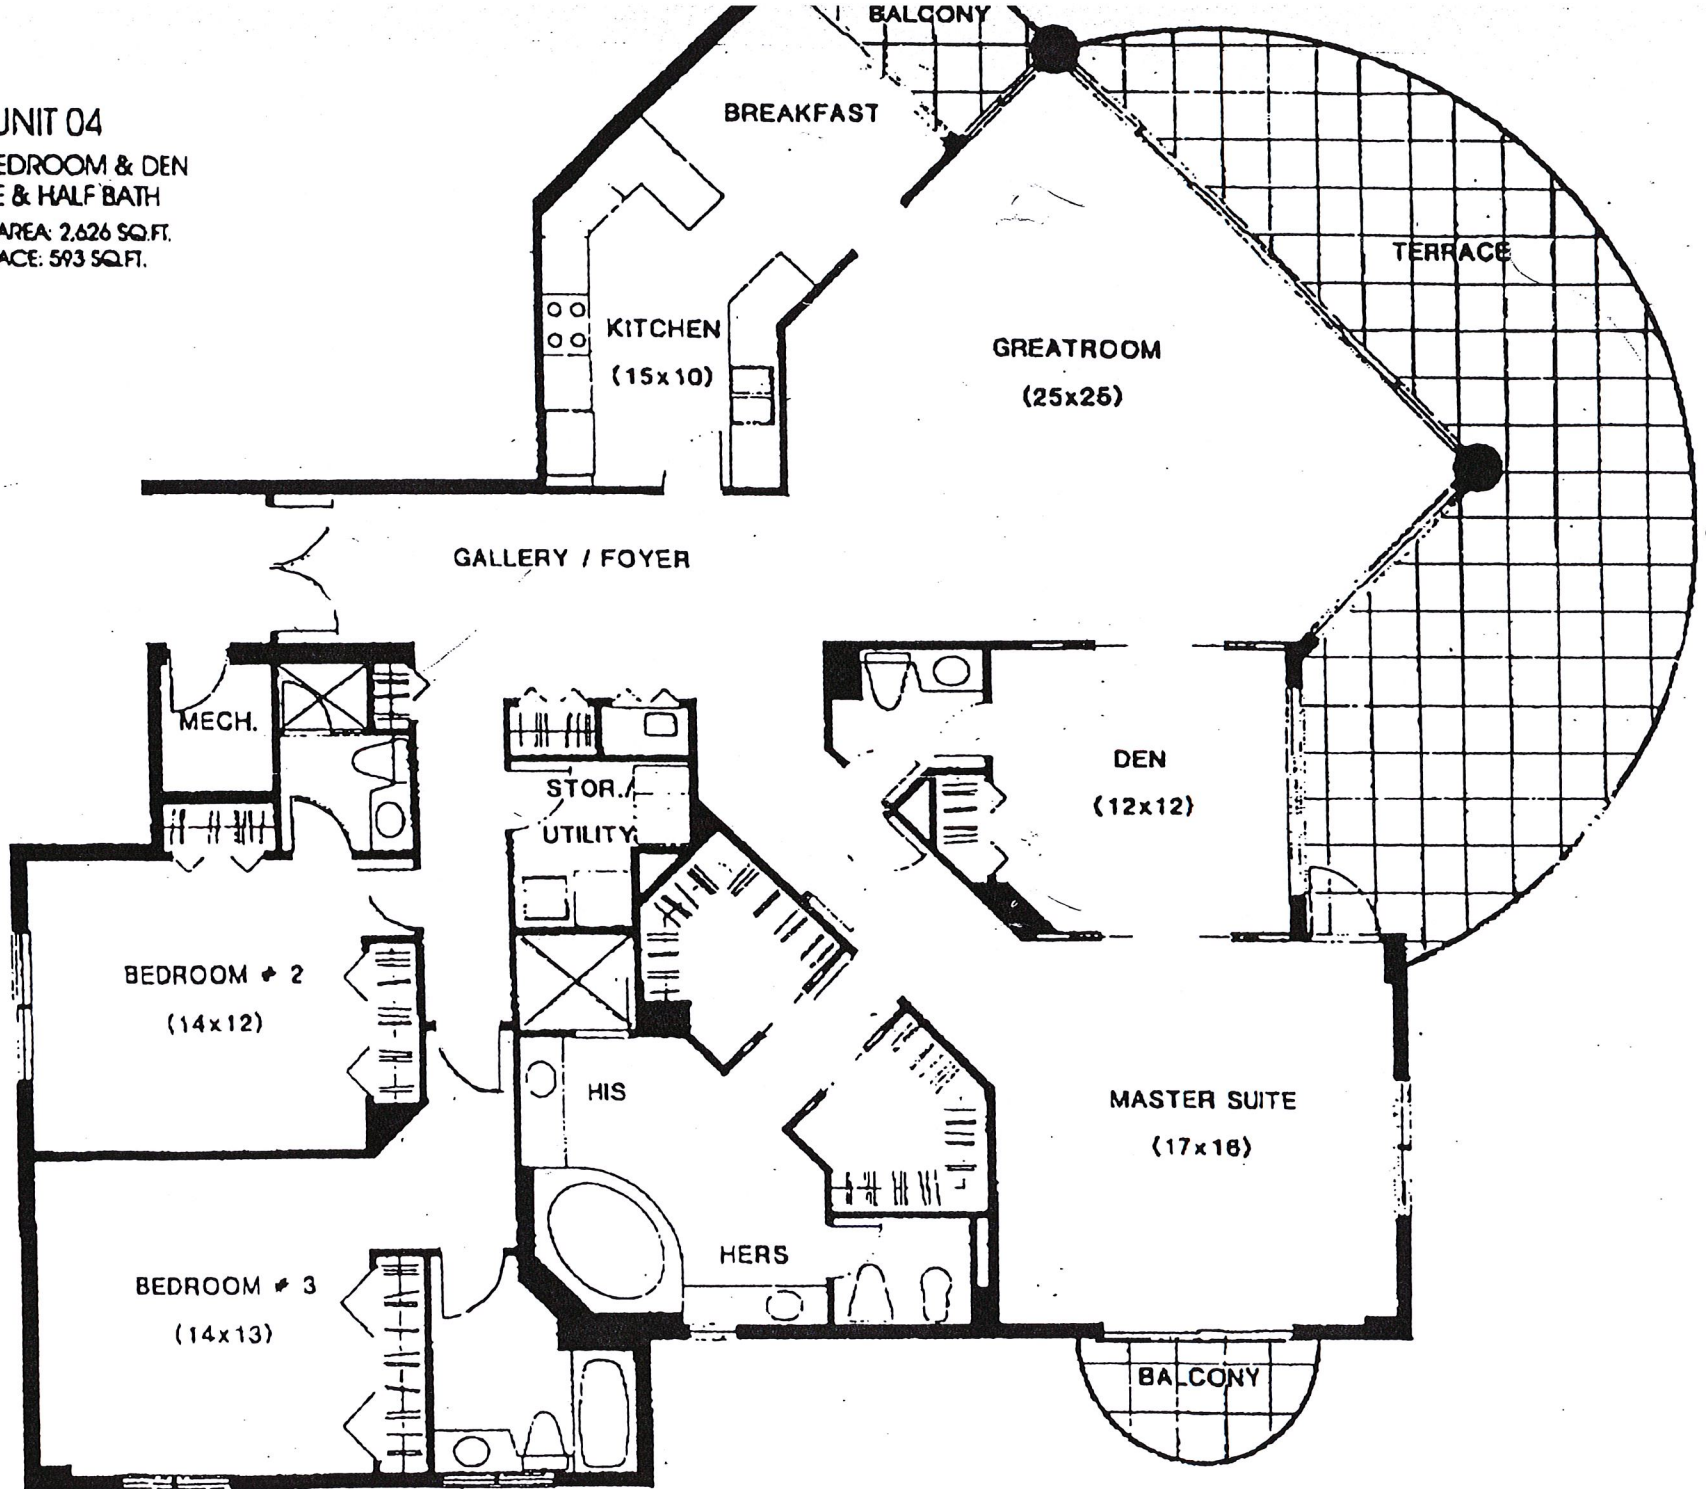 UNIT 04
EDROOM & DEN
E & HALF BATH
AREA: 2,626 SQ.FT.
ACE: 593 SQ.FT.
BALCONY
BREAKFAST
TERRACE
KITCHEN
(15x10)
GREATROOM
(25x25)
GALLERY / FOYER
MECH.
STOR./
UTILITY
DEN
(12x12)
BEDROOM # 2
(14x12)
HIS
MASTER SUITE
(17x16)
HERS
BEDROOM # 3
(14x13)
BALCONY